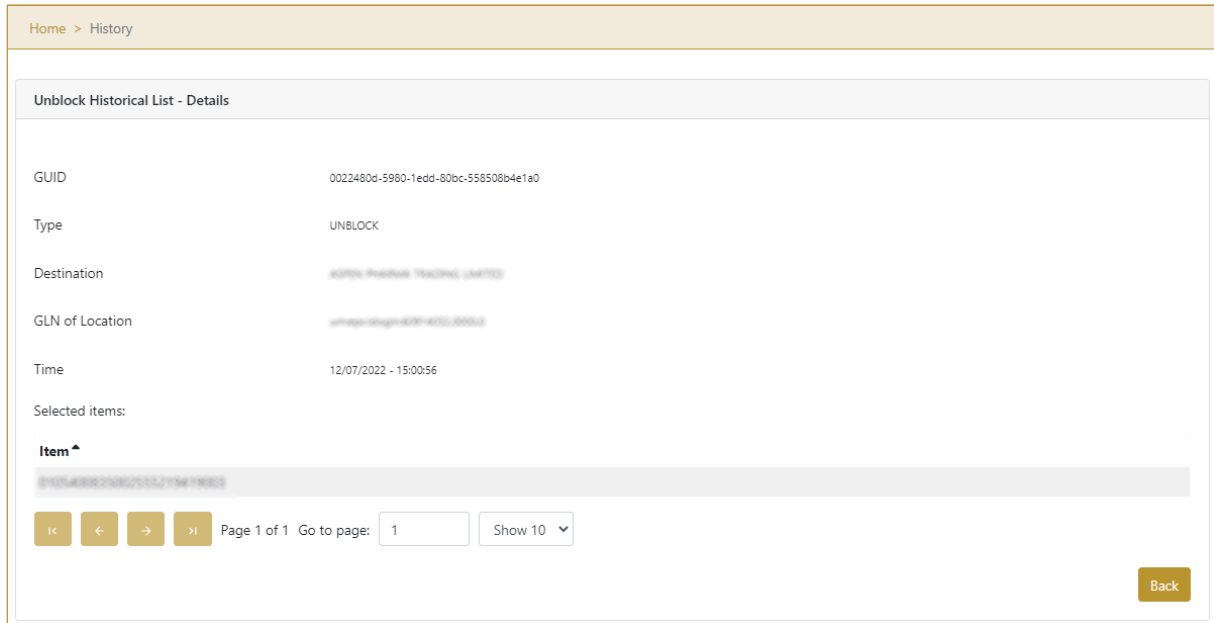 Home > History
Unblock Historical List - Details
GUID 0022480d-5980-1edd-80bc-558508b4e1a0
Type UNBLOCK
Destination
GLN of Location
Time 12/07/2022 - 15:00:56
Selected items:
Item
Page 1 of 1 Go to page: 1 Show 10
Back